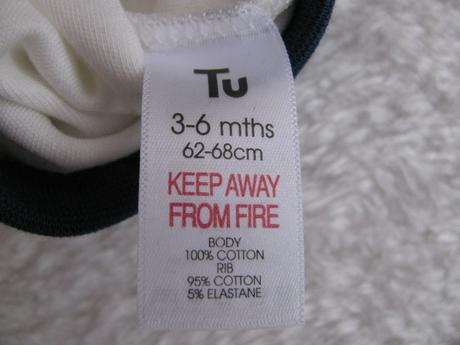 Tu
3-6 mths
62-68cm
KEEP AWAY
FROM FIRE
BODY
100% COTTON
RIB
95% COTTON
5% ELASTANE